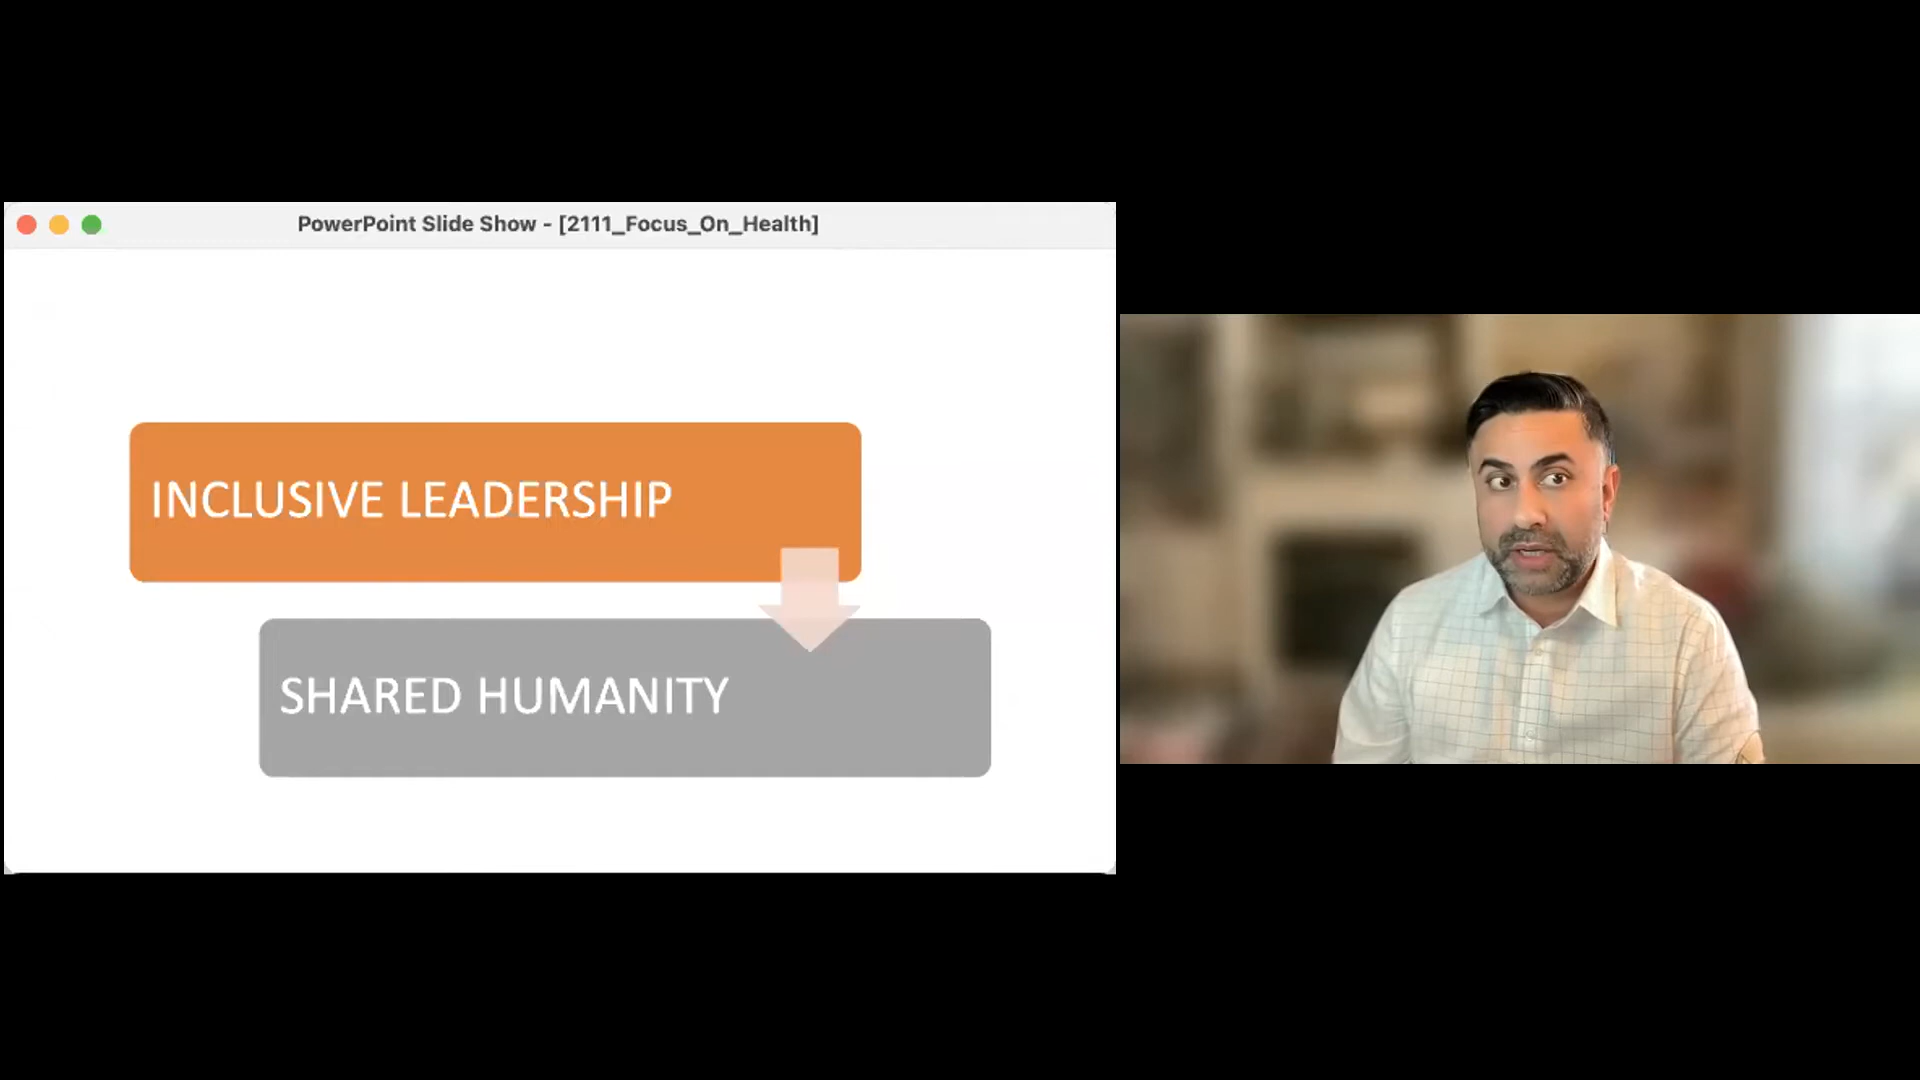 PowerPoint Slide Show - [2111_Focus_On_Health]
INCLUSIVE LEADERSHIP
SHARED HUMANITY